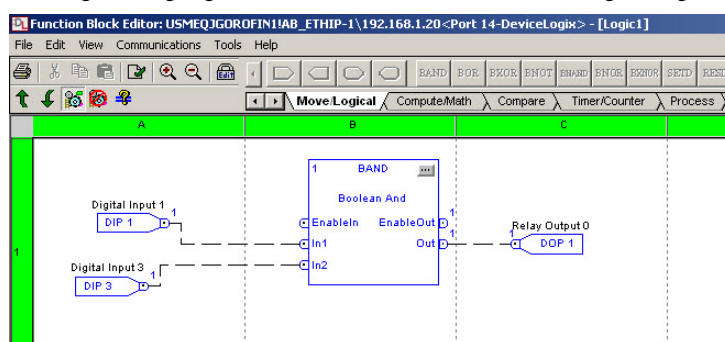 Function Block Editor: USMEQJGOROFIN1!AB_ETHIP-1\192.168.1.20<Port 14-DeviceLogix> - [Logic1]
File Edit View Communications Tools Help
BAND BOR BXOR BNOT BNAND BNOR BXNOR SETD
Move/Logical Compute/Math Compare Timer/Counter Process
A B C
1 BAND ...
Boolean And
Digital Input 1
1
DIP 1
EnableIn EnableOut 1
Relay Output 0
In1 Out 1
1 DOP 1
1
Digital Input 3
1
In2
DIP 3